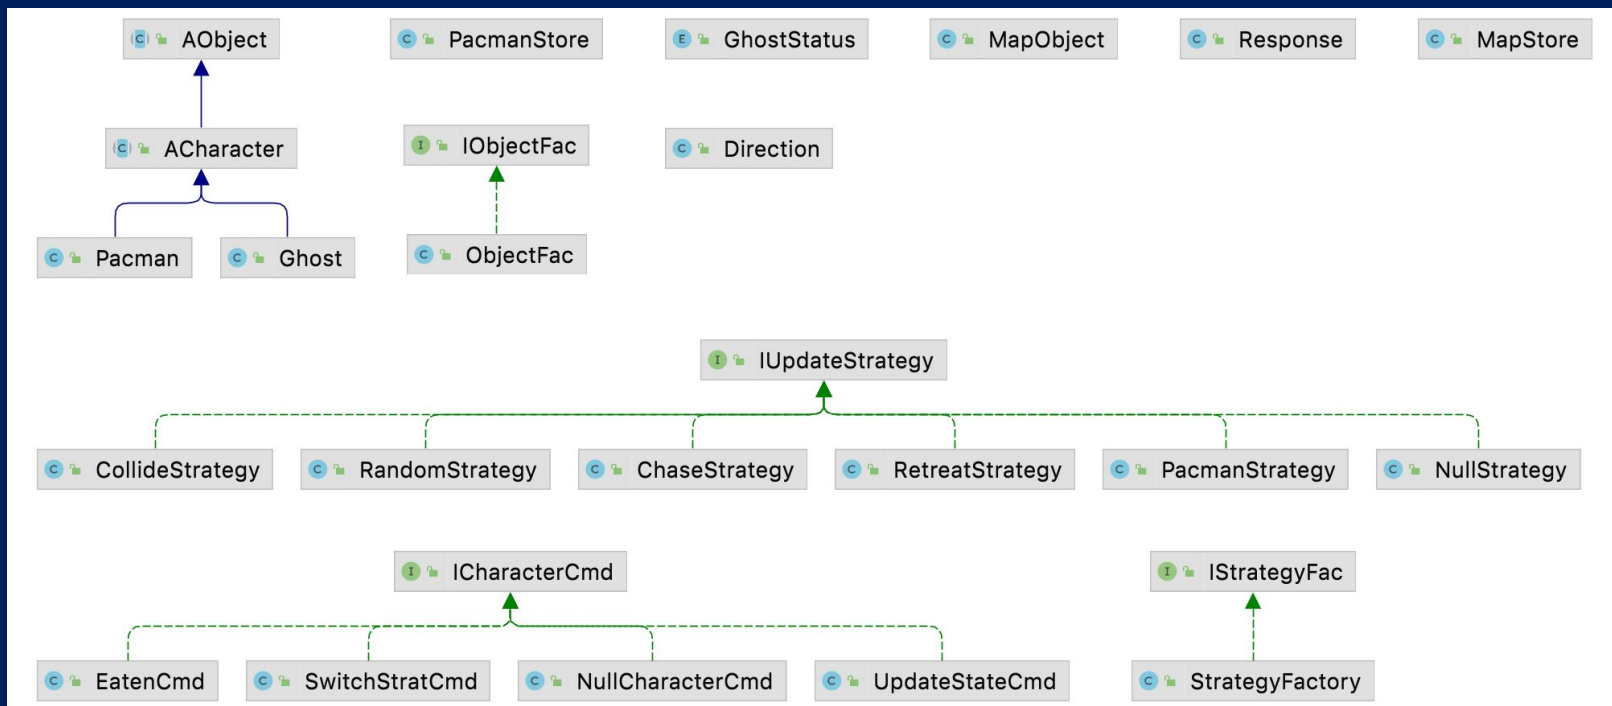 AObject PacmanStore GhostStatus MapObject Response MapStore
ACharacter IObjectFac Direction
Pacman Ghost ObjectFac
IUpdateStrategy
CollideStrategy RandomStrategy ChaseStrategy RetreatStrategy PacmanStrategy NullStrategy
ICharacterCmd IStrategyFac
EatenCmd SwitchStratCmd NullCharacterCmd UpdateStateCmd StrategyFactory